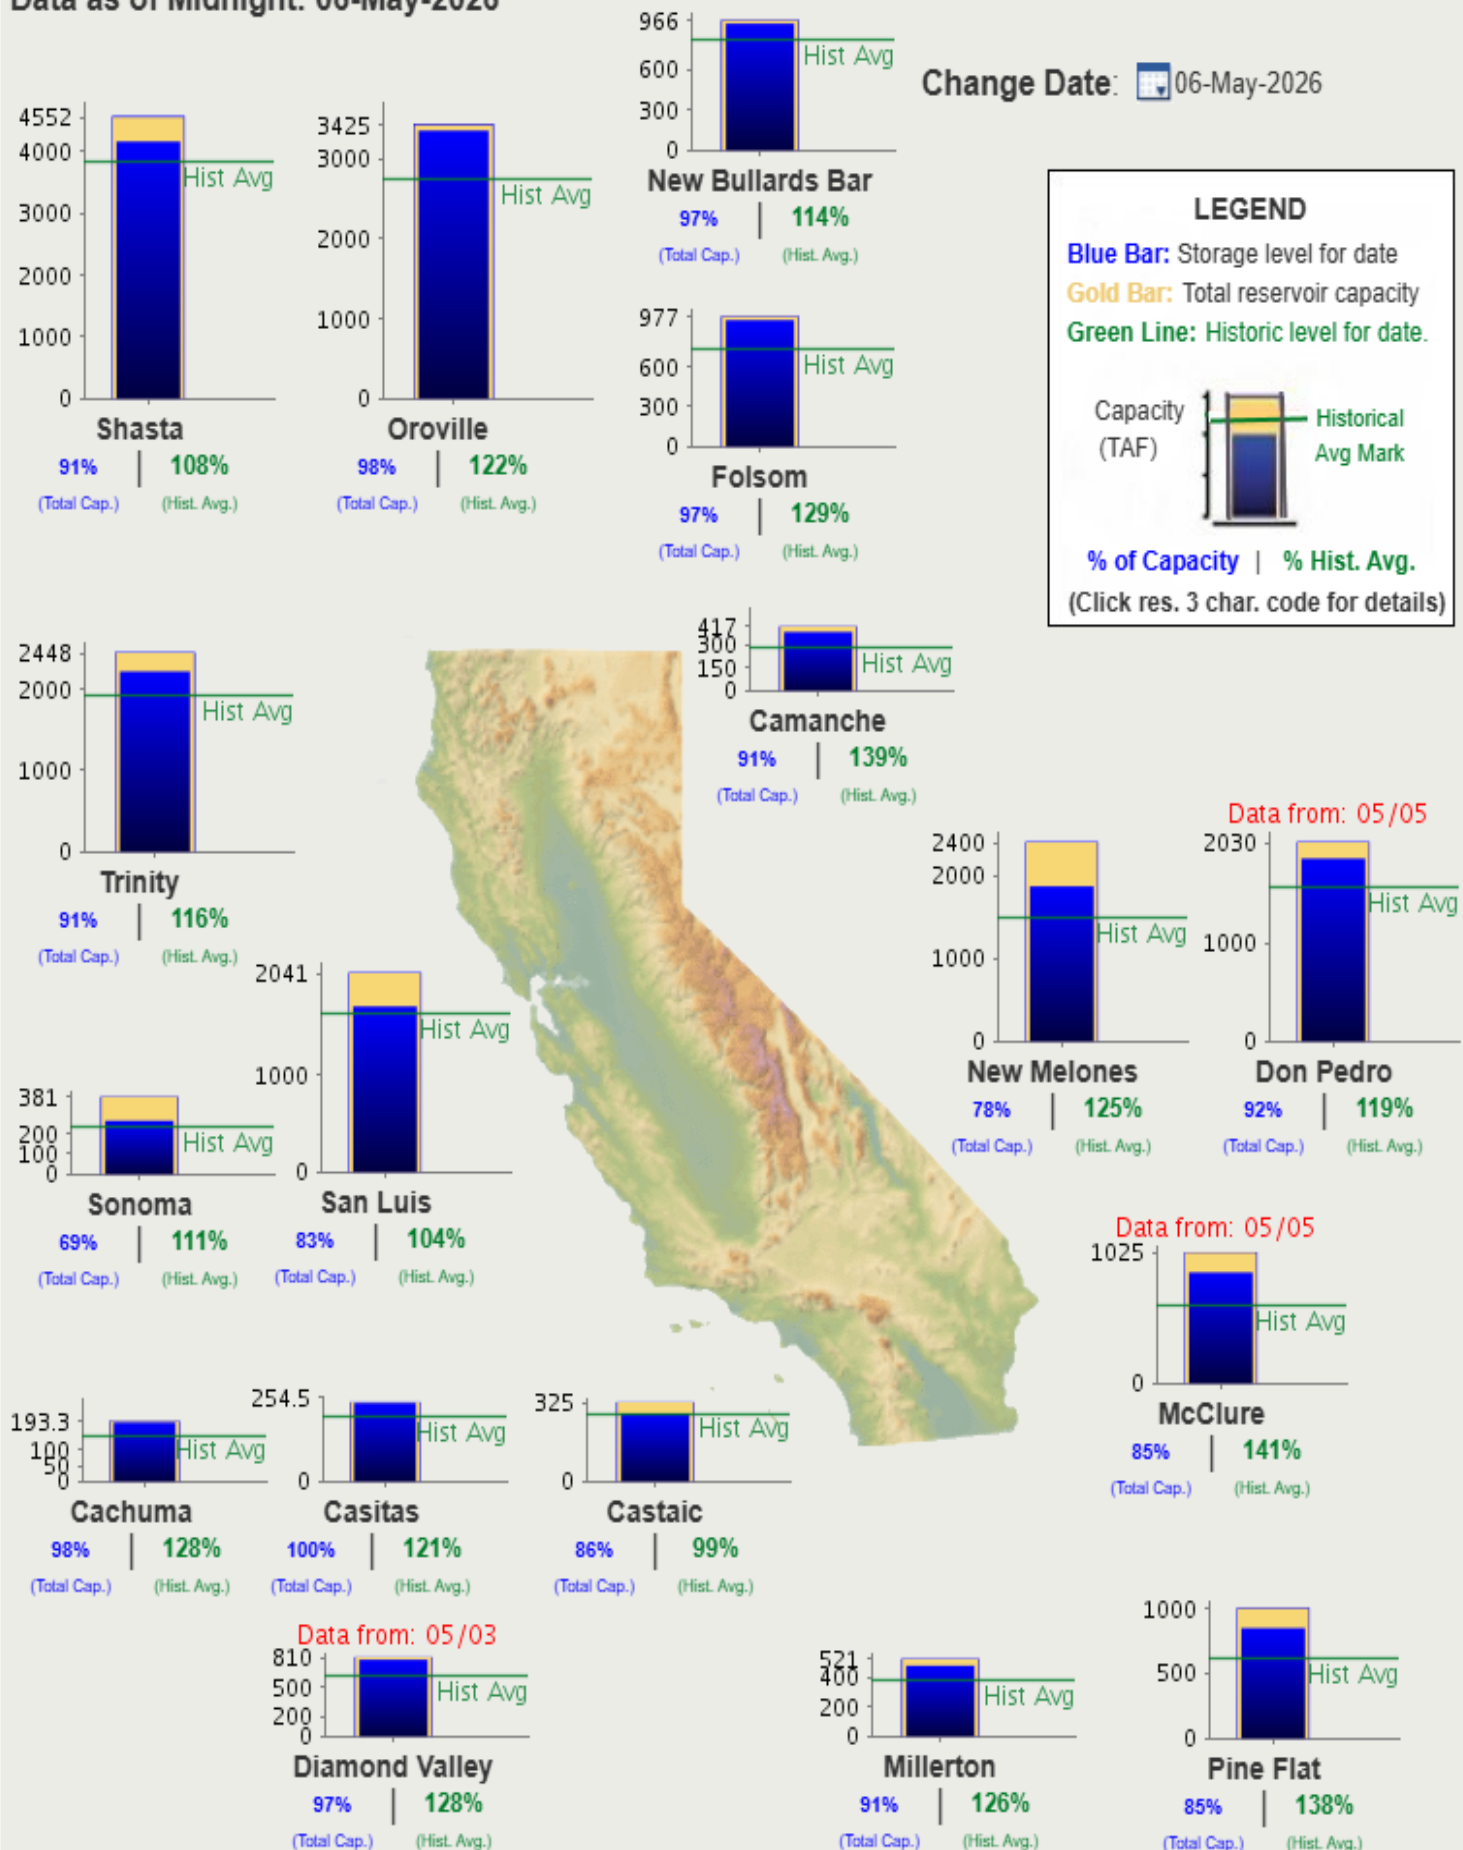 Data as of Midnight: 06-May-2026
966
600
300
0
Hist Avg
New Bullards Bar
97% | 114%
(Total Cap.) (Hist. Avg.)
Change Date: 06-May-2026
4552
4000
3000
2000
1000
0
Hist Avg
Shasta
91% | 108%
(Total Cap.) (Hist. Avg.)
3425
3000
2000
1000
0
Hist Avg
Oroville
98% | 122%
(Total Cap.) (Hist. Avg.)
977
600
300
0
Hist Avg
Folsom
97% | 129%
(Total Cap.) (Hist. Avg.)
LEGEND
Blue Bar: Storage level for date
Gold Bar: Total reservoir capacity
Green Line: Historic level for date.
Capacity
(TAF)
Historical
Avg Mark
% of Capacity | % Hist. Avg.
(Click res. 3 char. code for details)
2448
2000
1000
0
Hist Avg
Trinity
91% | 116%
(Total Cap.) (Hist. Avg.)
417
300
150
0
Hist Avg
Camanche
91% | 139%
(Total Cap.) (Hist. Avg.)
2400
2000
1000
0
Hist Avg
New Melones
78% | 125%
(Total Cap.) (Hist. Avg.)
Data from: 05/05
2030
1000
0
Hist Avg
Don Pedro
92% | 119%
(Total Cap.) (Hist. Avg.)
2041
1000
0
Hist Avg
San Luis
83% | 104%
(Total Cap.) (Hist. Avg.)
381
200
100
0
Hist Avg
Sonoma
69% | 111%
(Total Cap.) (Hist. Avg.)
Data from: 05/05
1025
0
Hist Avg
McClure
85% | 141%
(Total Cap.) (Hist. Avg.)
193.3
100
50
0
Hist Avg
Cachuma
98% | 128%
(Total Cap.) (Hist. Avg.)
254.5
0
Hist Avg
Casitas
100% | 121%
(Total Cap.) (Hist. Avg.)
325
0
Hist Avg
Castaic
86% | 99%
(Total Cap.) (Hist. Avg.)
Data from: 05/03
810
500
200
0
Hist Avg
Diamond Valley
97% | 128%
(Total Cap.) (Hist. Avg.)
521
400
200
0
Hist Avg
Millerton
91% | 126%
(Total Cap.) (Hist. Avg.)
1000
500
0
Hist Avg
Pine Flat
85% | 138%
(Total Cap.) (Hist. Avg.)